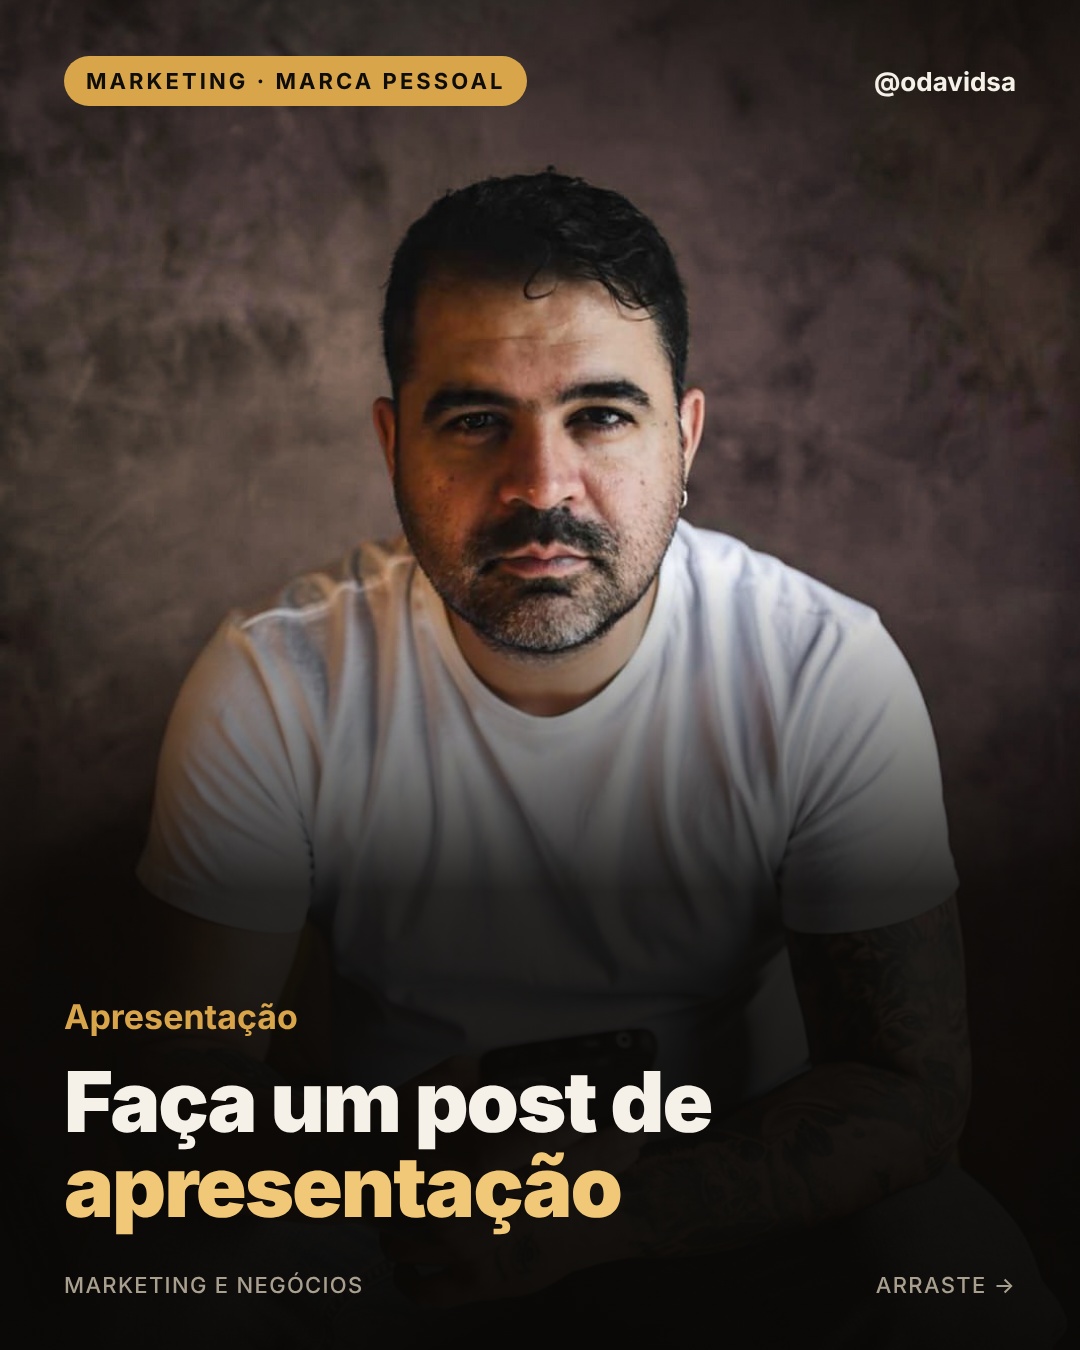 MARKETING · MARCA PESSOAL
@odavidsa
Apresentação
Faça um post de
apresentação
MARKETING E NEGÓCIOS
ARRASTE →